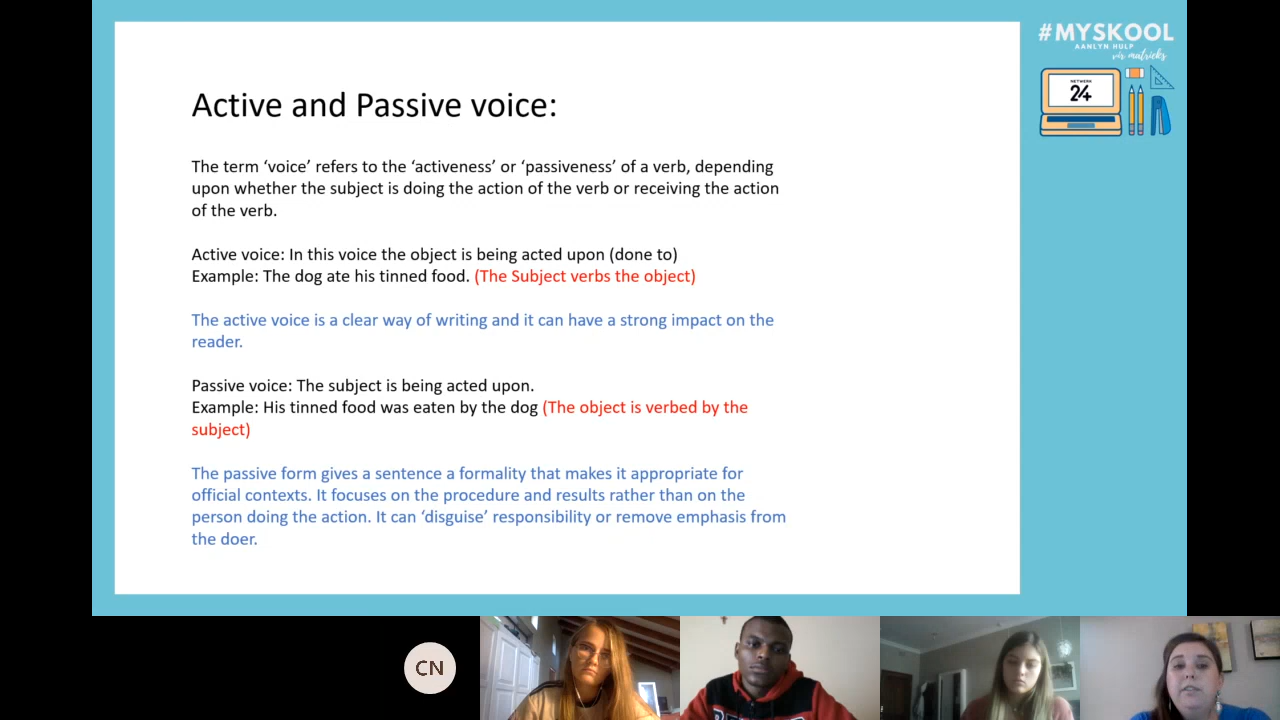 #MYSKOOL
AANLYN HULP
vir matrieks
NETWERK
24
Active and Passive voice:
The term ‘voice’ refers to the ‘activeness’ or ‘passiveness’ of a verb, depending
upon whether the subject is doing the action of the verb or receiving the action
of the verb.
Active voice: In this voice the object is being acted upon (done to)
Example: The dog ate his tinned food. (The Subject verbs the object)
The active voice is a clear way of writing and it can have a strong impact on the
reader.
Passive voice: The subject is being acted upon.
Example: His tinned food was eaten by the dog (The object is verbed by the
subject)
The passive form gives a sentence a formality that makes it appropriate for
official contexts. It focuses on the procedure and results rather than on the
person doing the action. It can ‘disguise’ responsibility or remove emphasis from
the doer.
CN